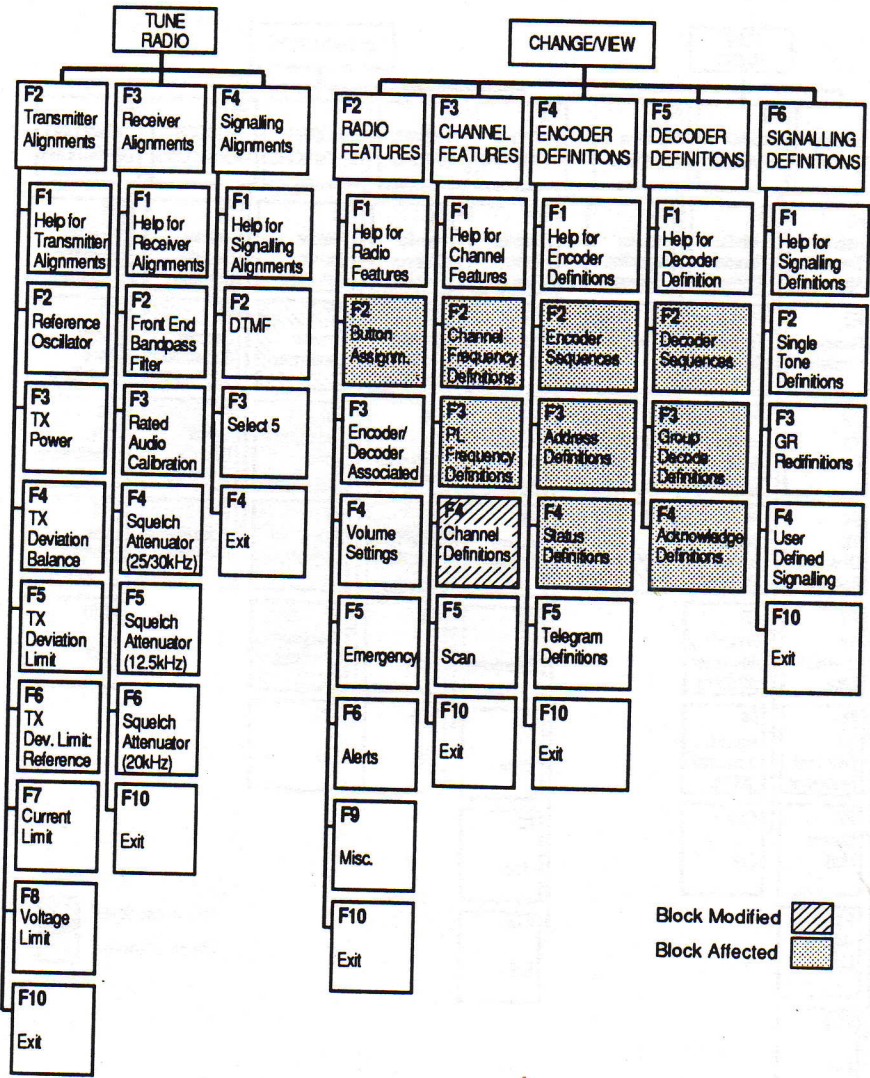 TUNE
RADIO
F2
Transmitter
Alignments
F1
Help for
Transmitter
Alignments
F2
Reference
Oscillator
F3
TX
Power
F4
TX
Deviation
Balance
F5
TX
Deviation
Limit
F6
TX
Dev. Limit:
Reference
F7
Current
Limit
F8
Voltage
Limit
F10
Exit
F3
Receiver
Alignments
F1
Help for
Receiver
Alignments
F2
Front End
Bandpass
Filter
F3
Rated
Audio
Calibration
F4
Squelch
Attenuator
(25/30kHz)
F5
Squelch
Attenuator
(12.5kHz)
F6
Squelch
Attenuator
(20kHz)
F10
Exit
F4
Signalling
Alignments
F1
Help for
Signalling
Alignments
F2
DTMF
F3
Select 5
F4
Exit
CHANGE/VIEW
F2
RADIO
FEATURES
F1
Help for
Radio
Features
F2
Button
Assignm.
F3
Encoder/
Decoder
Associated
F4
Volume
Settings
F5
Emergency
F6
Alerts
F9
Misc.
F10
Exit
F3
CHANNEL
FEATURES
F1
Help for
Channel
Features
F2
Channel
Frequency
Definitions
F3
PL
Frequency
Definitions
F4
Channel
Definitions
F5
Scan
F10
Exit
F4
ENCODER
DEFINITIONS
F1
Help for
Encoder
Definitions
F2
Encoder
Sequences
F3
Address
Definitions
F4
Status
Definitions
F5
Telegram
Definitions
F10
Exit
F5
DECODER
DEFINITIONS
F1
Help for
Decoder
Definition
F2
Decoder
Sequences
F3
Group
Decode
Definitions
F4
Acknowledge
Definitions
F6
SIGNALLING
DEFINITIONS
F1
Help for
Signalling
Definitions
F2
Single
Tone
Definitions
F3
GR
Redifinitions
F4
User
Defined
Signalling
F10
Exit
Block Modified
Block Affected